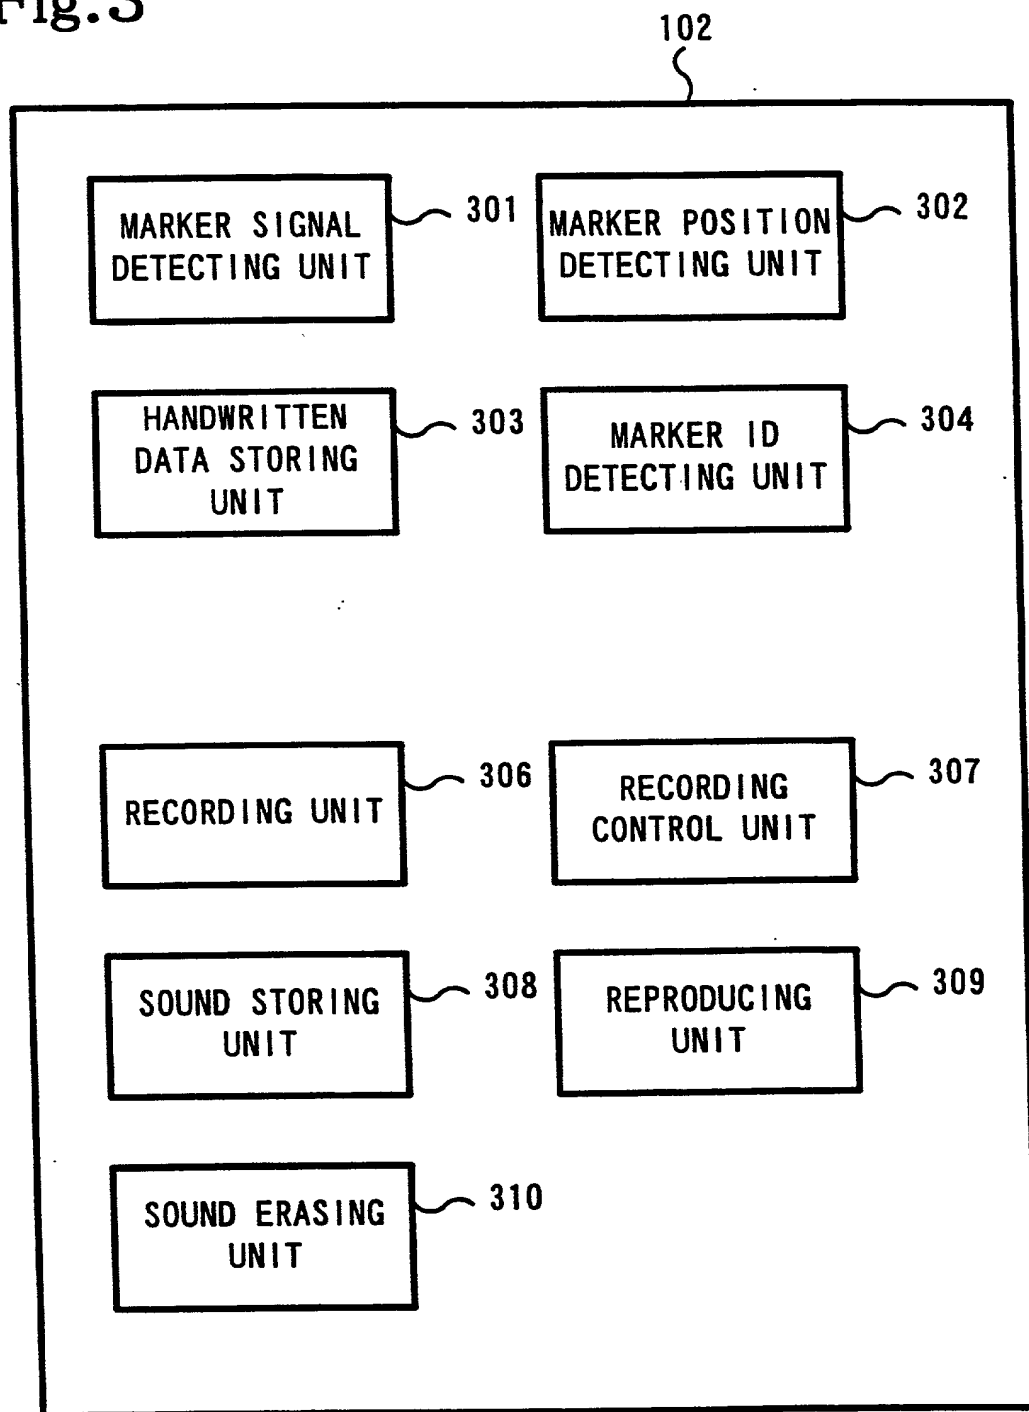 Fig.3
102
MARKER SIGNAL
DETECTING UNIT
301
MARKER POSITION
DETECTING UNIT
302
HANDWRITTEN
DATA STORING
UNIT
303
MARKER ID
DETECTING UNIT
304
RECORDING UNIT
306
RECORDING
CONTROL UNIT
307
SOUND STORING
UNIT
308
REPRODUCING
UNIT
309
SOUND ERASING
UNIT
310